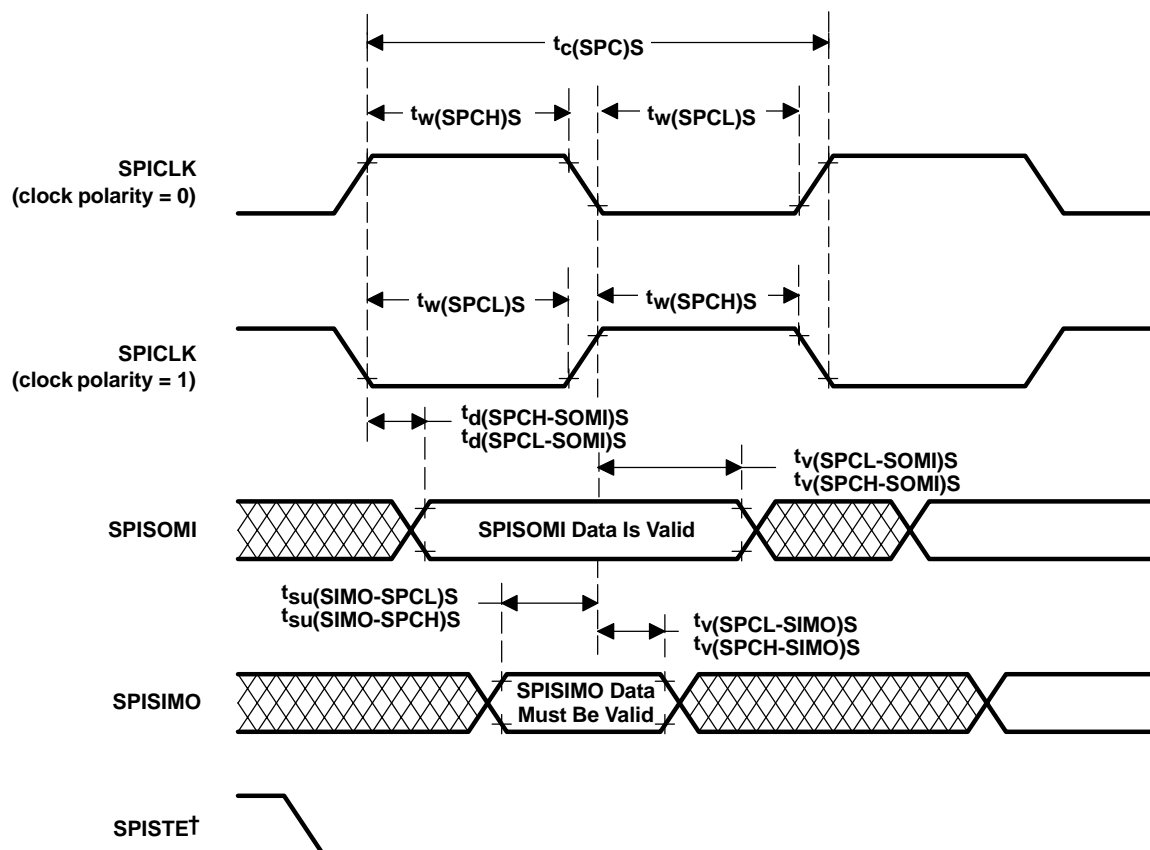 tc(SPC)S
tw(SPCH)S
tw(SPCL)S
SPICLK
(clock polarity = 0)
tw(SPCL)S
tw(SPCH)S
SPICLK
(clock polarity = 1)
td(SPCH-SOMI)S
td(SPCL-SOMI)S
tv(SPCL-SOMI)S
tv(SPCH-SOMI)S
SPISOMI
SPISOMI Data Is Valid
tsu(SIMO-SPCL)S
tsu(SIMO-SPCH)S
tv(SPCL-SIMO)S
tv(SPCH-SIMO)S
SPISIMO
SPISIMO Data
Must Be Valid
SPISTE†